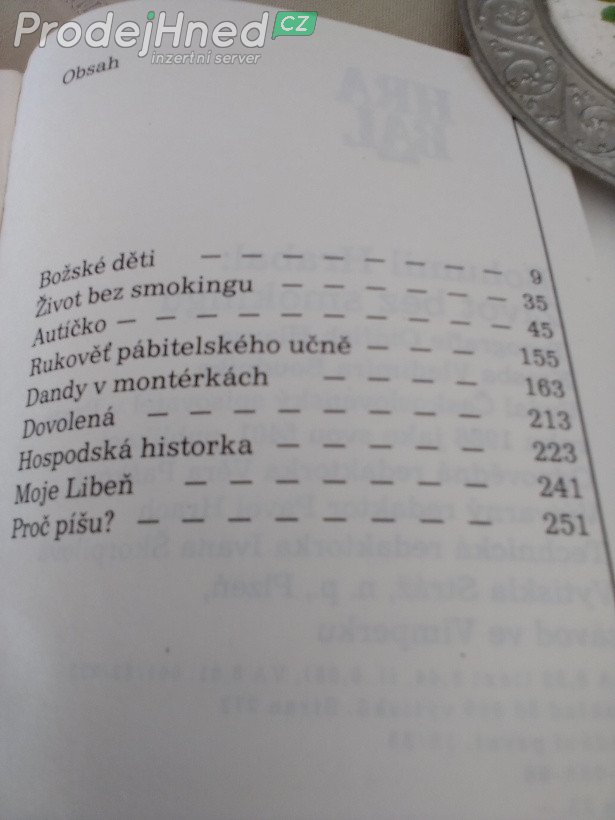 ProdejHned CZ
inzertní server
Obsah
Božské děti — — — — — — — — 9
Život bez smokingu — — — — — — 35
Autíčko — — — — — — — — — 45
Rukověť pábitelského učně — — — 155
Dandy v montérkách — — — — 163
Dovolená — — — — — — — 213
Hospodská historka — — — — — 223
Moje Libeň — — — — — — 241
Proč píšu? — — — — — — — — 251